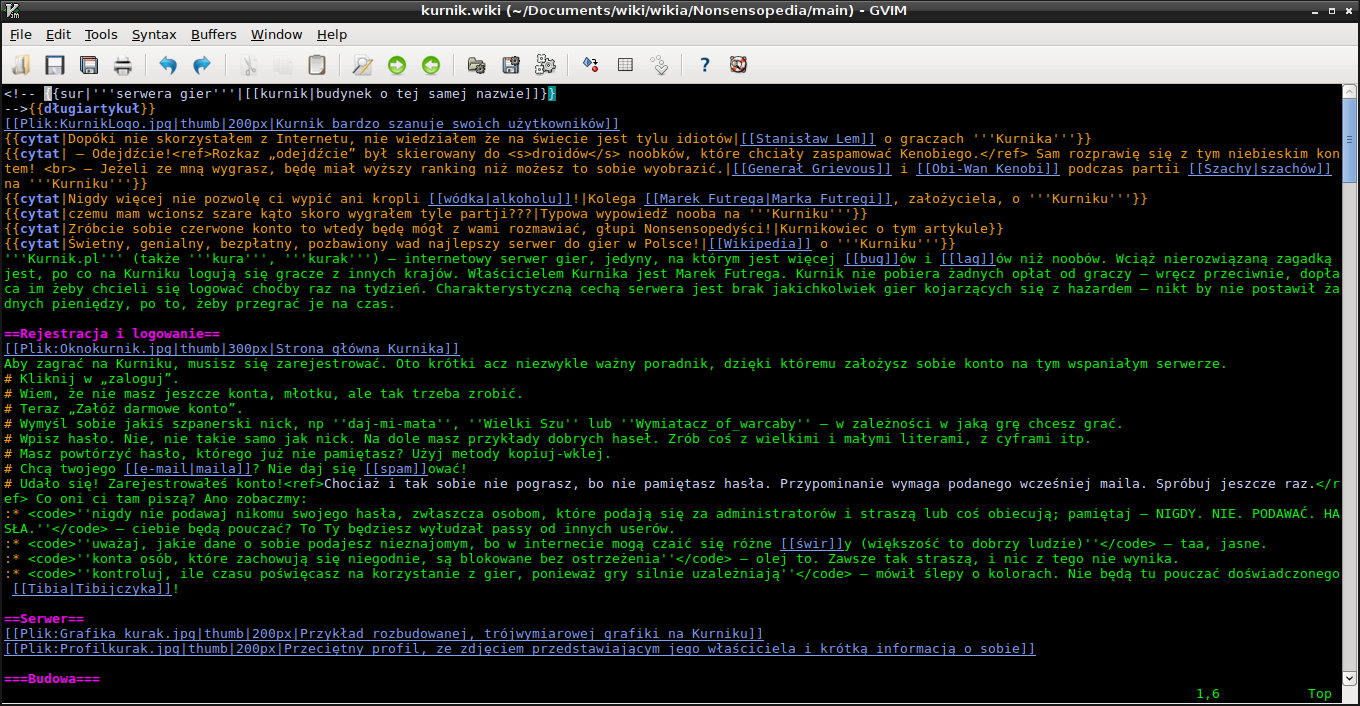 kurnik.wiki (~/Documents/wiki/wikia/Nonsensopedia/main) - GVIM
File Edit Tools Syntax Buffers Window Help
<!-- {{sur|'''serwera gier'''|[[kurnik|budynek o tej samej nazwie]]}}
-->{{długiartykuł}}
[[Plik:KurnikLogo.jpg|thumb|200px|Kurnik bardzo szanuje swoich użytkowników]]
{{cytat|Dopóki nie skorzystałem z Internetu, nie wiedziałem że na świecie jest tylu idiotów|[[Stanisław Lem]] o graczach '''Kurnika'''}}
{{cytat| – Odejdźcie!<ref>Rozkaz „odejdźcie” był skierowany do <s>droidów</s> noobków, które chciały zaspamować Kenobiego.</ref> Sam rozprawię się z tym niebieskim kon
tem! <br> – Jeżeli ze mną wygrasz, będę miał wyższy ranking niż możesz to sobie wyobrazić.|[[Generał Grievous]] i [[Obi-Wan Kenobi]] podczas partii [[Szachy|szachów]]
na '''Kurniku'''}}
{{cytat|Nigdy więcej nie pozwolę ci wypić ani kropli [[wódka|alkoholu]]!|Kolega [[Marek Futrega|Marka Futregi]], założyciela, o '''Kurniku'''}}
{{cytat|czemu mam wcionsz szare kąto skoro wygrałem tyle partji???|Typowa wypowiedź nooba na '''Kurniku'''}}
{{cytat|Zróbcie sobie czerwone konto to wtedy będę mógł z wami rozmawiać, głupi Nonsensopedyści!|Kurnikowiec o tym artykule}}
{{cytat|Świetny, genialny, bezpłatny, pozbawiony wad najlepszy serwer do gier w Polsce!|[[Wikipedia]] o '''Kurniku'''}}
'''Kurnik.pl''' (także '''kura''', '''kurak''') – internetowy serwer gier, jedyny, na którym jest więcej [[bug]]ów i [[lag]]ów niż noobów. Wciąż nierozwiązaną zagadką
jest, po co na Kurniku logują się gracze z innych krajów. Właścicielem Kurnika jest Marek Futrega. Kurnik nie pobiera żadnych opłat od graczy – wręcz przeciwnie, dopła
ca im żeby chcieli się logować choćby raz na tydzień. Charakterystyczną cechą serwera jest brak jakichkolwiek gier kojarzących się z hazardem – nikt by nie postawił ża
dnych pieniędzy, po to, żeby przegrać je na czas.
==Rejestracja i logowanie==
[[Plik:Oknokurnik.jpg|thumb|300px|Strona główna Kurnika]]
Aby zagrać na Kurniku, musisz się zarejestrować. Oto krótki acz niezwykle ważny poradnik, dzięki któremu założysz sobie konto na tym wspaniałym serwerze.
# Kliknij w „zaloguj”.
# Wiem, że nie masz jeszcze konta, młotku, ale tak trzeba zrobić.
# Teraz „Załóż darmowe konto”.
# Wymyśl sobie jakiś szpanerski nick, np ''daj-mi-mata'', ''Wielki Szu'' lub ''Wymiatacz_of_warcaby'' – w zależności w jaką grę chcesz grać.
# Wpisz hasło. Nie, nie takie samo jak nick. Na dole masz przykłady dobrych haseł. Zrób coś z wielkimi i małymi literami, z cyframi itp.
# Masz powtórzyć hasło, którego już nie pamiętasz? Użyj metody kopiuj-wklej.
# Chcą twojego [[e-mail|maila]]? Nie daj się [[spam]]ować!
# Udało się! Zarejestrowałeś konto!<ref>Chociaż i tak sobie nie pograsz, bo nie pamiętasz hasła. Przypominanie wymaga podanego wcześniej maila. Spróbuj jeszcze raz.</r
ef> Co oni ci tam piszą? Ano zobaczmy:
:* <code>''nigdy nie podawaj nikomu swojego hasła, zwłaszcza osobom, które podają się za administratorów i straszą lub coś obiecują; pamiętaj – NIGDY. NIE. PODAWAĆ. HA
SŁA.''</code> – ciebie będą pouczać? To Ty będziesz wyłudzał passy od innych userów.
:* <code>''uważaj, jakie dane o sobie podajesz nieznajomym, bo w internecie mogą czaić się różne [[świr]]y (większość to dobrzy ludzie)''</code> – taa, jasne.
:* <code>''konta osób, które zachowują się niegodnie, są blokowane bez ostrzeżenia''</code> – olej to. Zawsze tak straszą, i nic z tego nie wynika.
:* <code>''kontroluj, ile czasu poświęcasz na korzystanie z gier, ponieważ gry silnie uzależniają''</code> – mówił ślepy o kolorach. Nie będą tu pouczać doświadczonego
[[Tibia|Tibijczyka]]!
==Serwer==
[[Plik:Grafika kurak.jpg|thumb|200px|Przykład rozbudowanej, trójwymiarowej grafiki na Kurniku]]
[[Plik:Profilkurak.jpg|thumb|200px|Przeciętny profil, ze zdjęciem przedstawiającym jego właściciela i krótką informacją o sobie]]
===Budowa===
1,6 Top